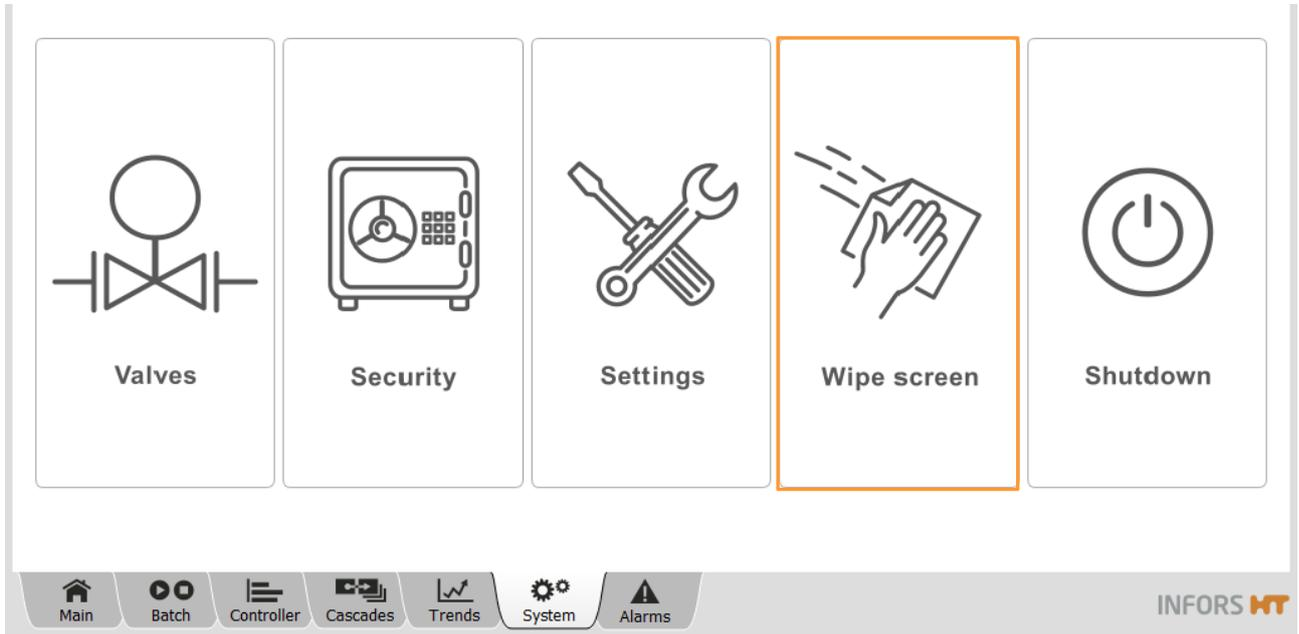 Valves
Security
Settings
Wipe screen
Shutdown
Main
Batch
Controller
Cascades
Trends
System
Alarms
INFORS HT